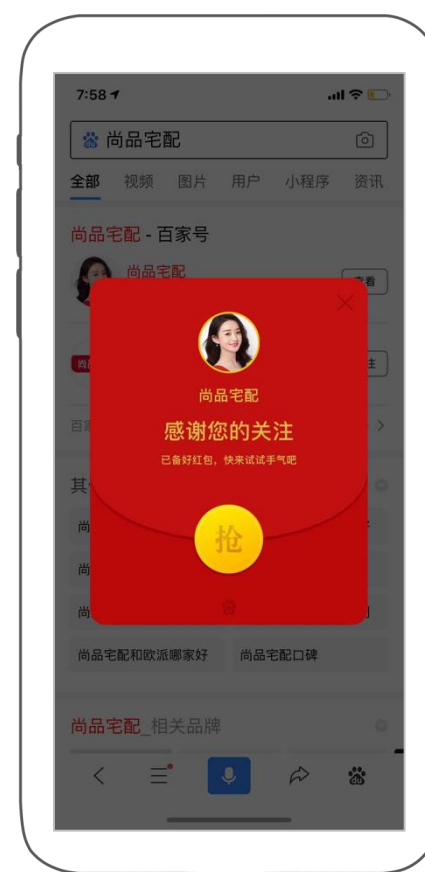 7:58
尚品宅配
全部 视频 图片 用户 小程序 资讯
尚品宅配 - 百家号
尚品宅配
尚品宅配
感谢您的关注
已备好红包，快来试试手气吧
抢
其
尚
尚
尚
尚品宅配和欧派哪家好 尚品宅配口碑
尚品宅配_相关品牌